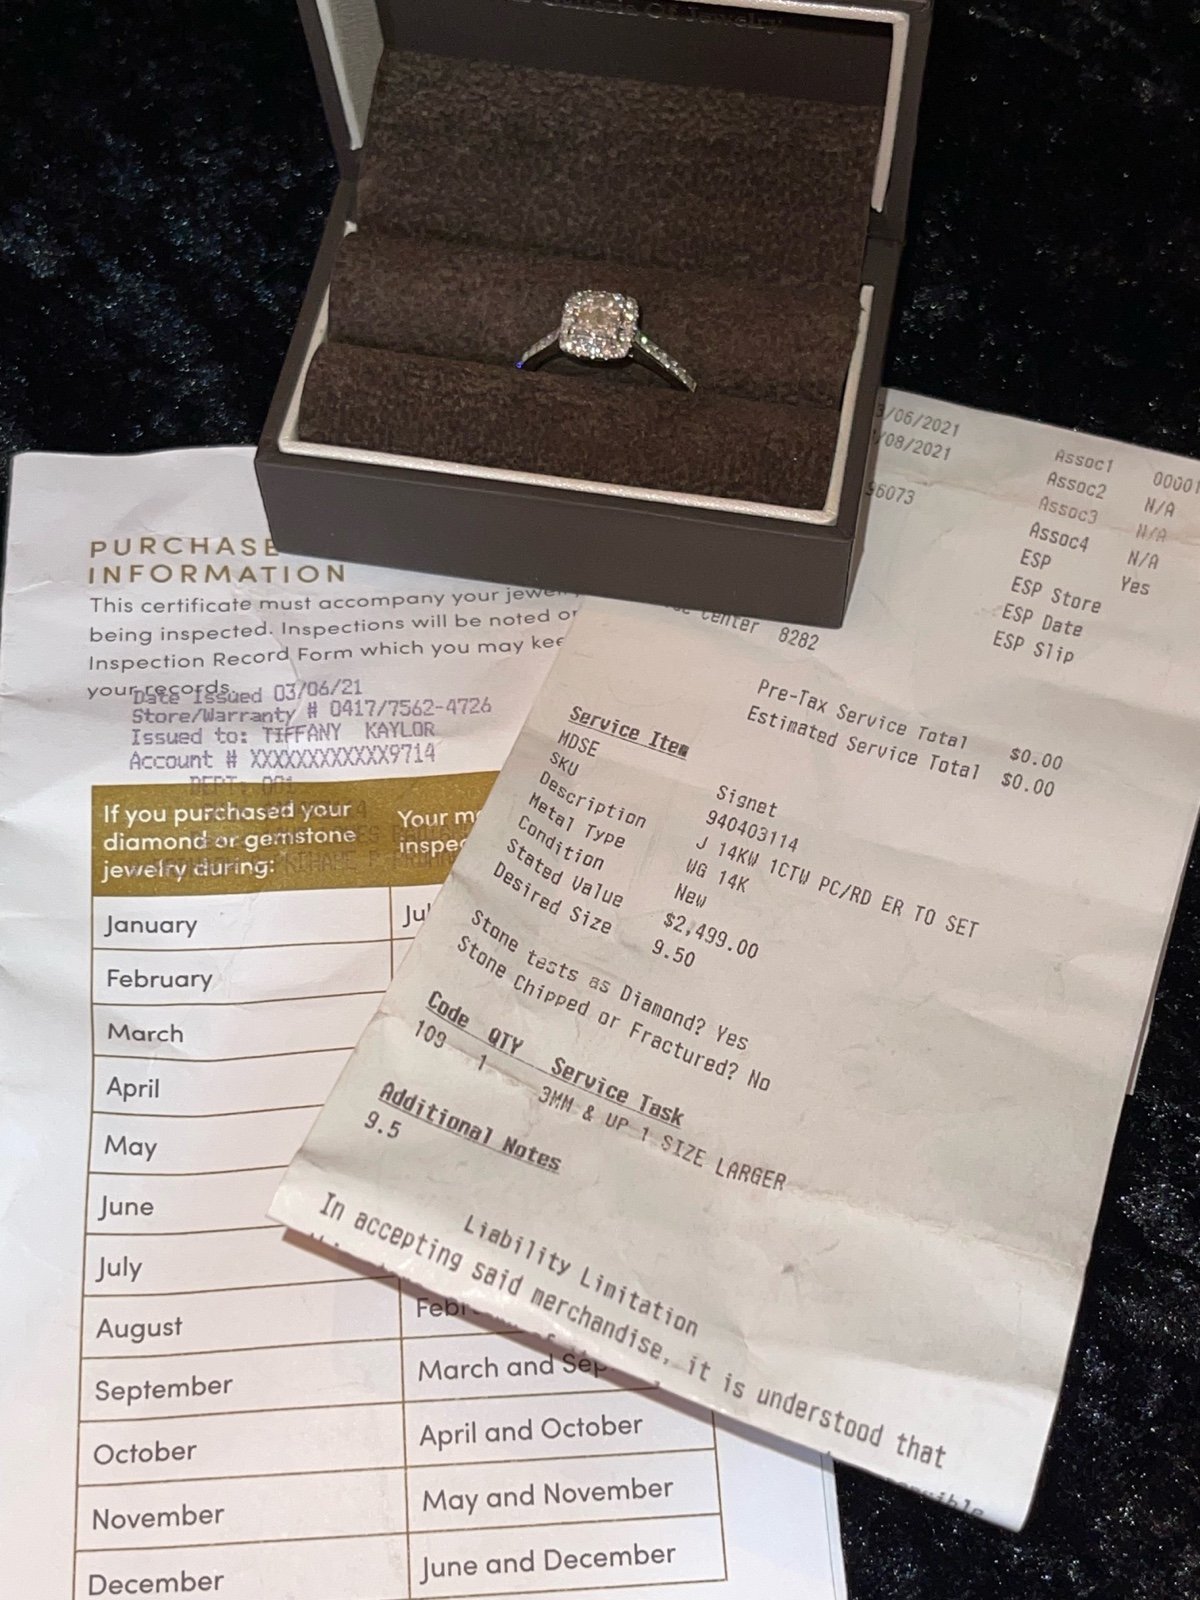 Of Jewelry
PURCHASE
INFORMATION
This certificate must accompany your
being inspected. Inspections will be noted
Inspection Record Form which you may
your records.
Date Issued 03/06/21
Store/Warranty # 0417/7562-4726
Issued to: TIFFANY KAYLOR
Account # XXXXXXXXXXXX9714
DEPT: 001
If you purchased your
diamond or gemstone
jewelry during:
Your
January
February
March
April
May
June
July
August
September
March and
October
April and October
November
May and November
December
June and December
/06/2021
/08/2021
96073
Assoc1
Assoc2 N/A
Assoc3 N/A
Assoc4 N/A
ESP Yes
ESP Store
ESP Date
ESP Slip
Center 8282
Pre-Tax Service Total $0.00
Estimated Service Total $0.00
Service Item
MDSE Signet
SKU 940403114
Description J 14KW 1CTW PC/RD ER TO SET
Metal Type WG 14K
Condition New
Stated Value $2,499.00
Desired Size 9.50
Stone tests as Diamond? Yes
Stone Chipped or Fractured? No
Code QTY Service Task
109 1 3MM & UP 1 SIZE LARGER
Additional Notes
9.5
Liability Limitation
In accepting said merchandise, it is understood that